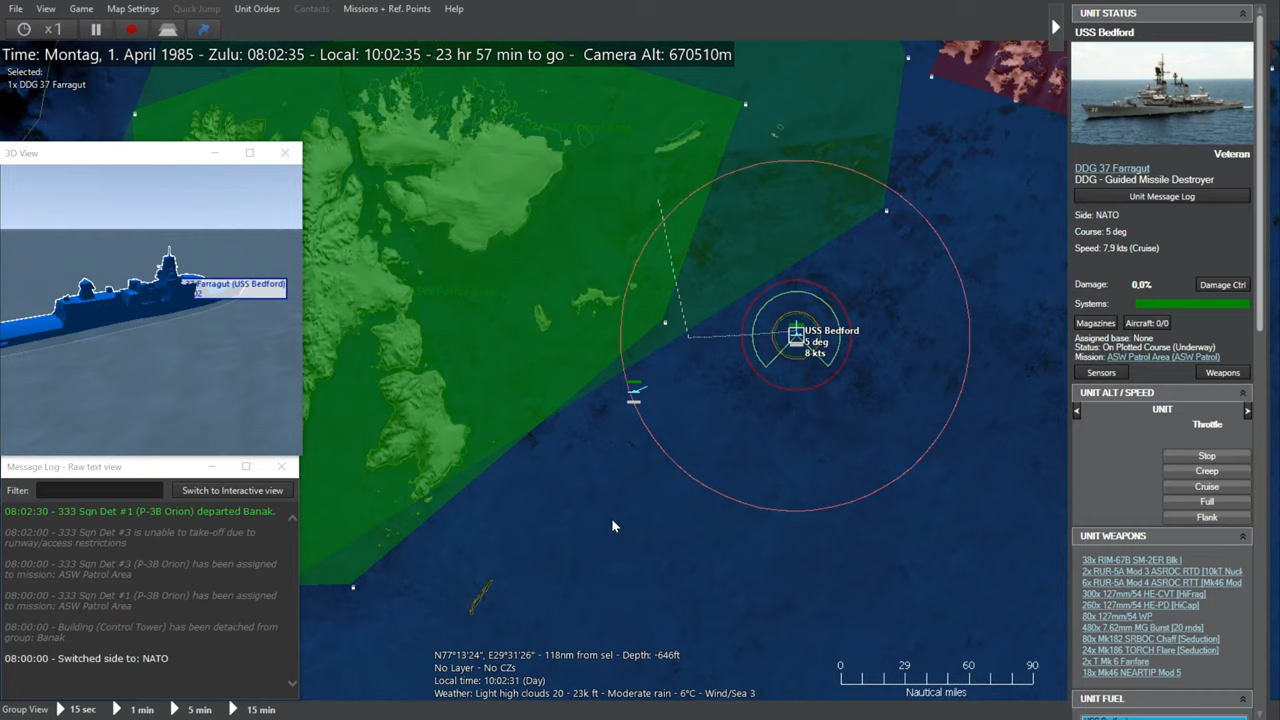 File View Game Map Settings Quick Jump Unit Orders Contacts Missions + Ref. Points Help
x1
Time: Montag, 1. April 1985 - Zulu: 08:02:35 - Local: 10:02:35 - 23 hr 57 min to go - Camera Alt: 670510m
Selected:
1x DDG 37 Farragut
3D View
37 Farragut (USS Bedford)
Message Log - Raw text view
Filter: Switch to Interactive view
08:02:30 - 333 Sqn Det #1 (P-3B Orion) departed Banak.
08:02:00 - 333 Sqn Det #3 is unable to take-off due to
runway/access restrictions
08:00:00 - 333 Sqn Det #3 (P-3B Orion) has been assigned
to mission: ASW Patrol Area
08:00:00 - 333 Sqn Det #1 (P-3B Orion) has been assigned
to mission: ASW Patrol Area
08:00:00 - Building (Control Tower) has been detached from
group: Banak
08:00:00 - Switched side to: NATO
Group View 15 sec 1 min 5 min 15 min
USS Bedford
5 deg
8 kts
N77°13'24", E29°31'26" - 118nm from sel - Depth: -646ft
No Layer - No CZs
Local time: 10:02:31 (Day)
Weather: Light high clouds 20 - 23k ft - Moderate rain - 6°C - Wind/Sea 3
0 29 60 90
Nautical miles
UNIT STATUS
USS Bedford
Veteran
DDG 37 Farragut
DDG - Guided Missile Destroyer
Unit Message Log
Side: NATO
Course: 5 deg
Speed: 7,9 kts (Cruise)
Damage: 0,0% Damage Ctrl
Systems:
Magazines Aircraft: 0/0
Assigned base: None
Status: On Plotted Course (Underway)
Mission: ASW Patrol Area (ASW Patrol)
Sensors Weapons
UNIT ALT / SPEED
UNIT
Throttle
Stop
Creep
Cruise
Full
Flank
UNIT WEAPONS
38x RIM-67B SM-2ER Blk I
2x RUR-5A Mod 3 ASROC RTD [10kT Nucl
6x RUR-5A Mod 4 ASROC RTT [Mk46 Mod
300x 127mm/54 HE-CVT [HiFrag]
260x 127mm/54 HE-PD [HiCap]
80x 127mm/54 WP
480x 7.62mm MG Burst [20 rnds]
80x Mk182 SRBOC Chaff [Seduction]
24x Mk186 TORCH Flare [Seduction]
2x T Mk 6 Fanfare
18x Mk46 NEARTIP Mod 5
UNIT FUEL